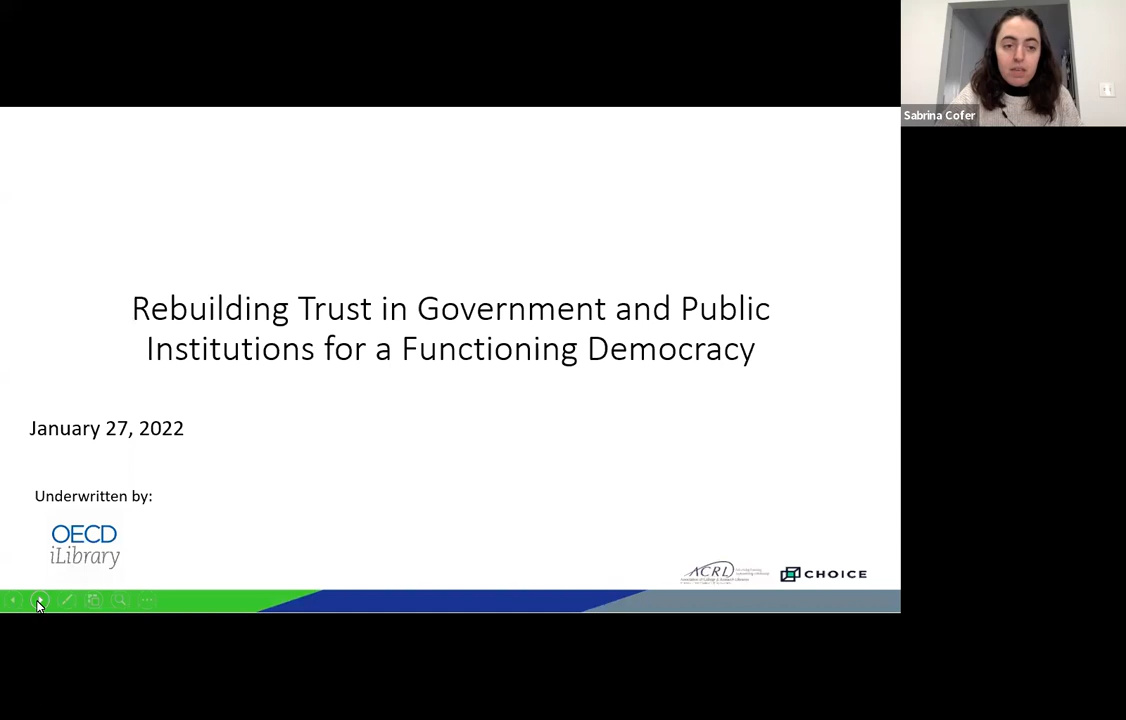 Sabrina Cofer
Rebuilding Trust in Government and Public
Institutions for a Functioning Democracy
January 27, 2022
Underwritten by:
OECD
iLibrary
ACRL
CHOICE